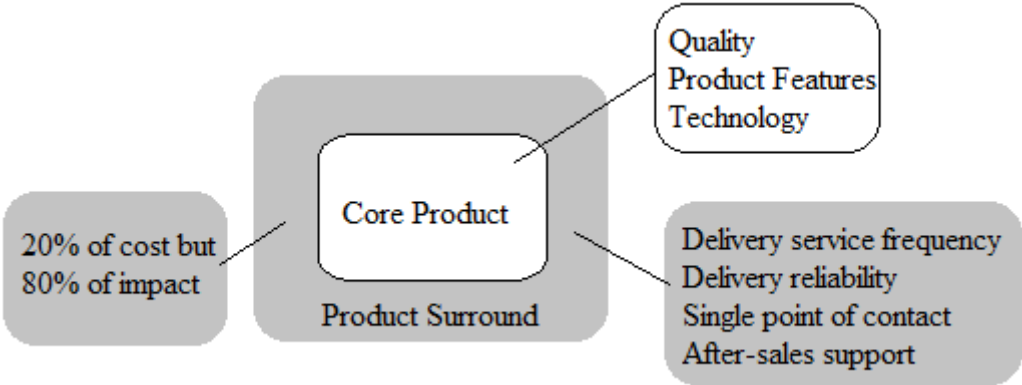 Quality
Product Features
Technology
Core Product
20% of cost but
80% of impact
Product Surround
Delivery service frequency
Delivery reliability
Single point of contact
After-sales support